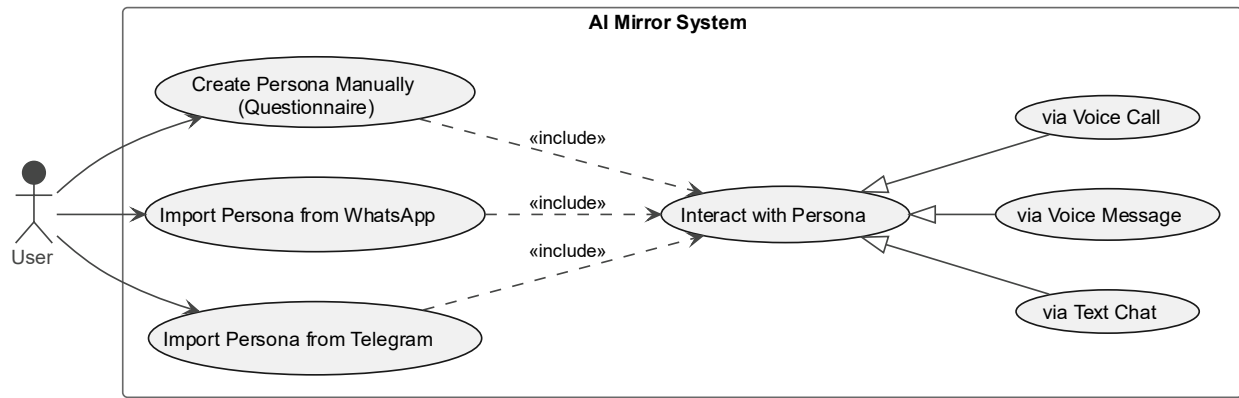 AI Mirror System
Create Persona Manually
(Questionnaire)
«include»
via Voice Call
Import Persona from WhatsApp
«include»
Interact with Persona
via Voice Message
User
«include»
Import Persona from Telegram
via Text Chat